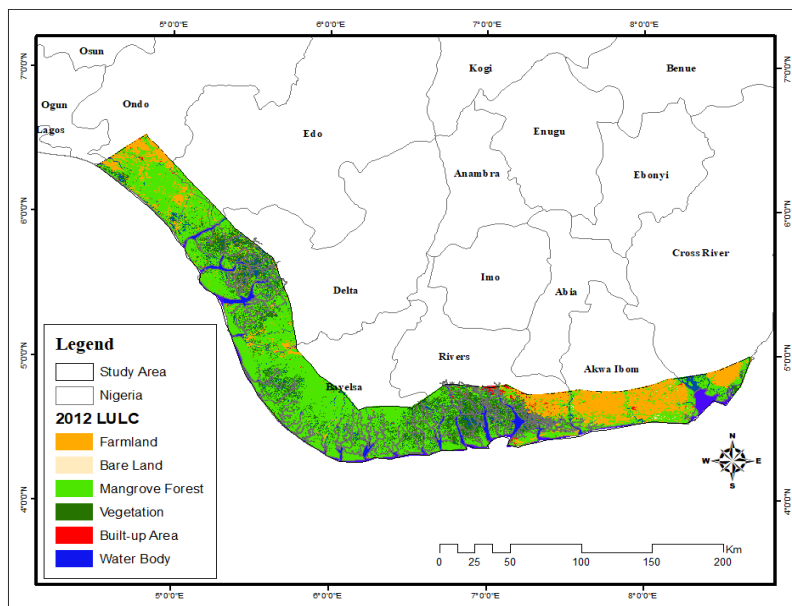 5°0'0"E 6°0'0"E 7°0'0"E 8°0'0"E
7°0'0"N
7°0'0"N
Osun
Kogi
Benue
Ogun
Ondo
Lagos
Edo
Enugu
Anambra
Ebonyi
6°0'0"N
6°0'0"N
Cross River
Delta
Imo
Abia
5°0'0"N
5°0'0"N
Rivers
Akwa Ibom
Bayelsa
Legend
Study Area
Nigeria
2012 LULC
Farmland
Bare Land
Mangrove Forest
Vegetation
Built-up Area
Water Body
N
W E
S
4°0'0"N
4°0'0"N
Km
0 25 50 100 150 200
5°0'0"E 6°0'0"E 7°0'0"E 8°0'0"E